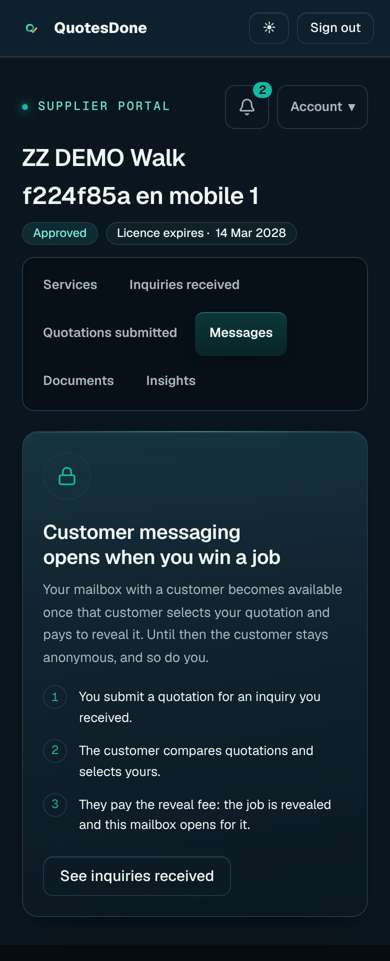 QuotesDone
Sign out
SUPPLIER PORTAL
2
Account ▾
ZZ DEMO Walk
f224f85a en mobile 1
Approved
Licence expires · 14 Mar 2028
Services
Inquiries received
Quotations submitted
Messages
Documents
Insights
Customer messaging
opens when you win a job
Your mailbox with a customer becomes available
once that customer selects your quotation and
pays to reveal it. Until then the customer stays
anonymous, and so do you.
1 You submit a quotation for an inquiry you
received.
2 The customer compares quotations and
selects yours.
3 They pay the reveal fee: the job is revealed
and this mailbox opens for it.
See inquiries received